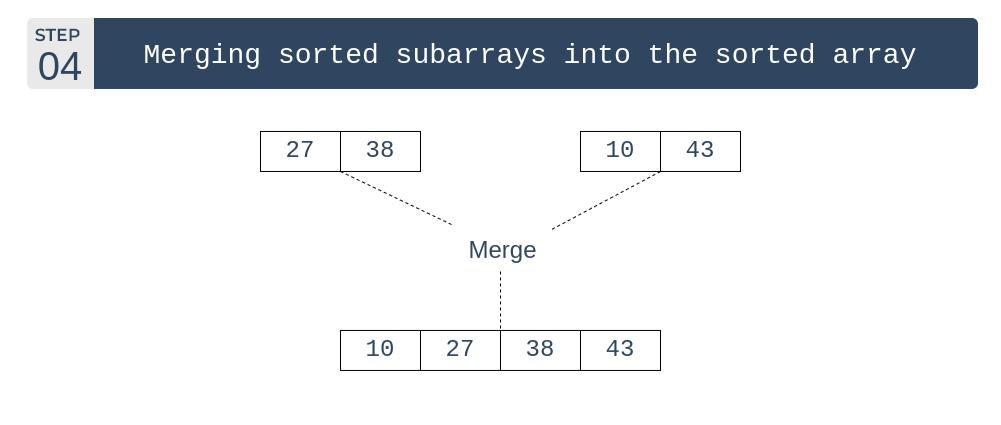 STEP
04
Merging sorted subarrays into the sorted array
27 38 10 43
Merge
10 27 38 43